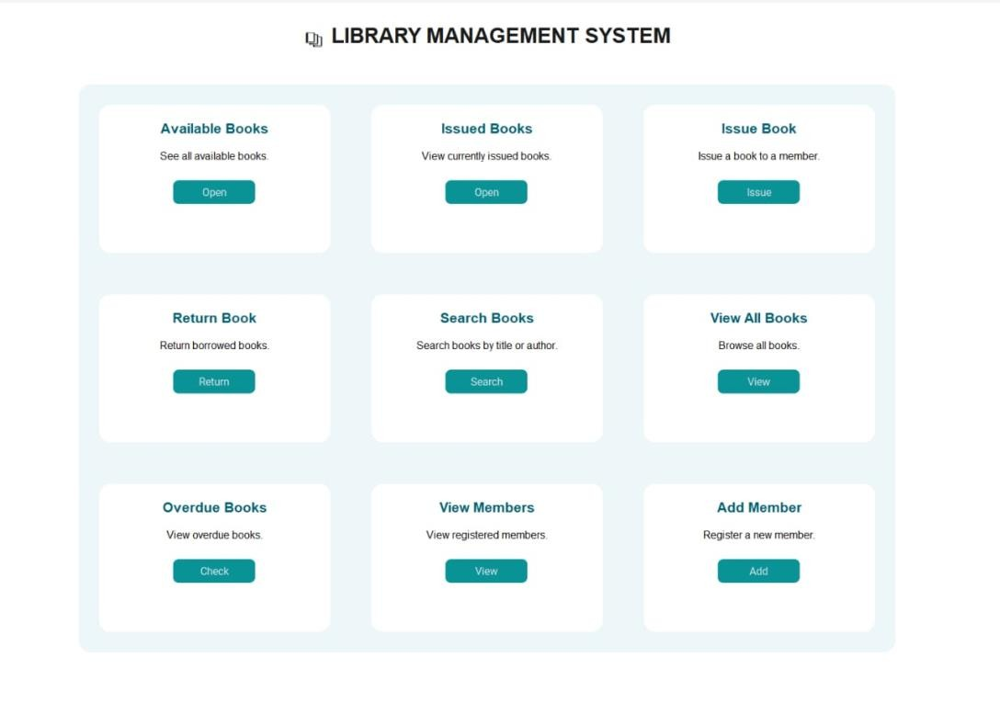 LIBRARY MANAGEMENT SYSTEM
Available Books
See all available books.
Open
Issued Books
View currently issued books.
Open
Issue Book
Issue a book to a member.
Issue
Return Book
Return borrowed books.
Return
Search Books
Search books by title or author.
Search
View All Books
Browse all books.
View
Overdue Books
View overdue books.
Check
View Members
View registered members.
View
Add Member
Register a new member.
Add